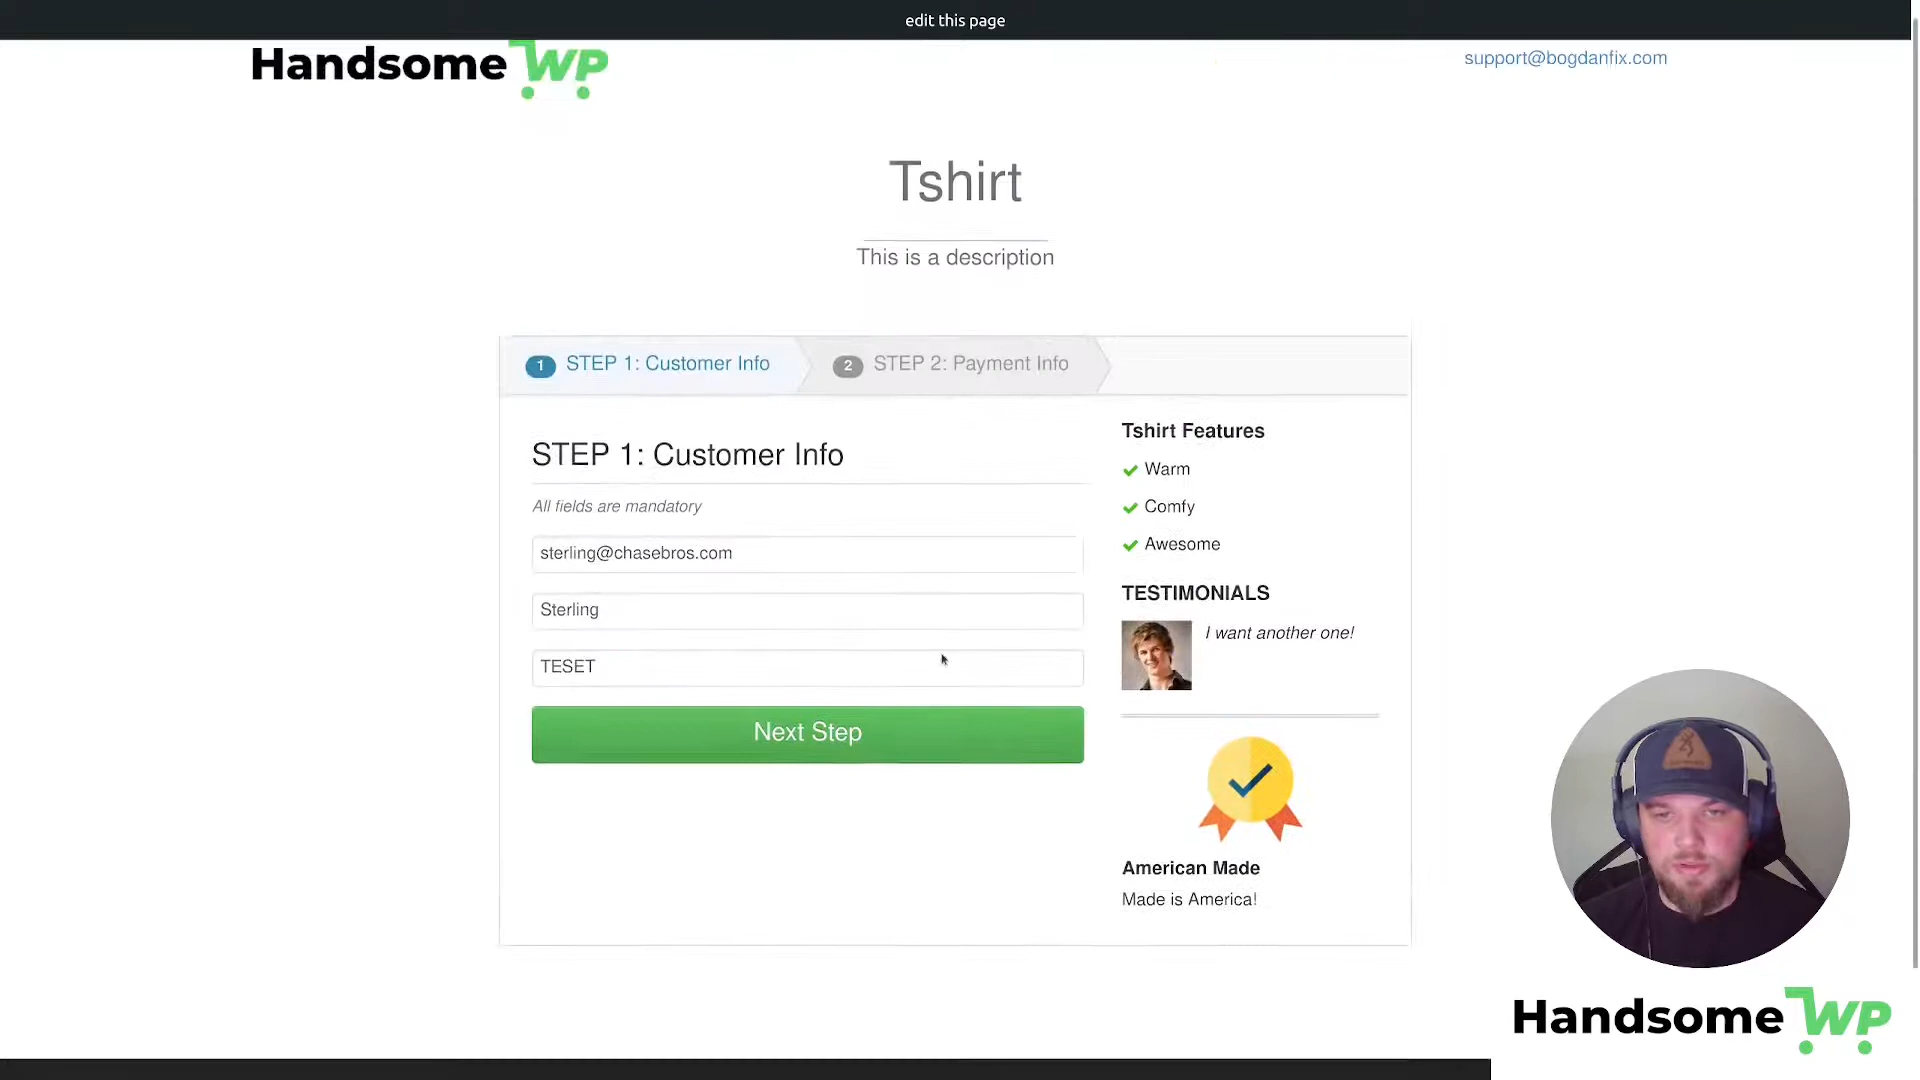 edit this page
Handsome WP
support@bogdanfix.com
Tshirt
This is a description
1 STEP 1: Customer Info
2 STEP 2: Payment Info
STEP 1: Customer Info
All fields are mandatory
sterling@chasebros.com
Sterling
TESET
Next Step
Tshirt Features
Warm
Comfy
Awesome
TESTIMONIALS
I want another one!
American Made
Made is America!
Handsome WP